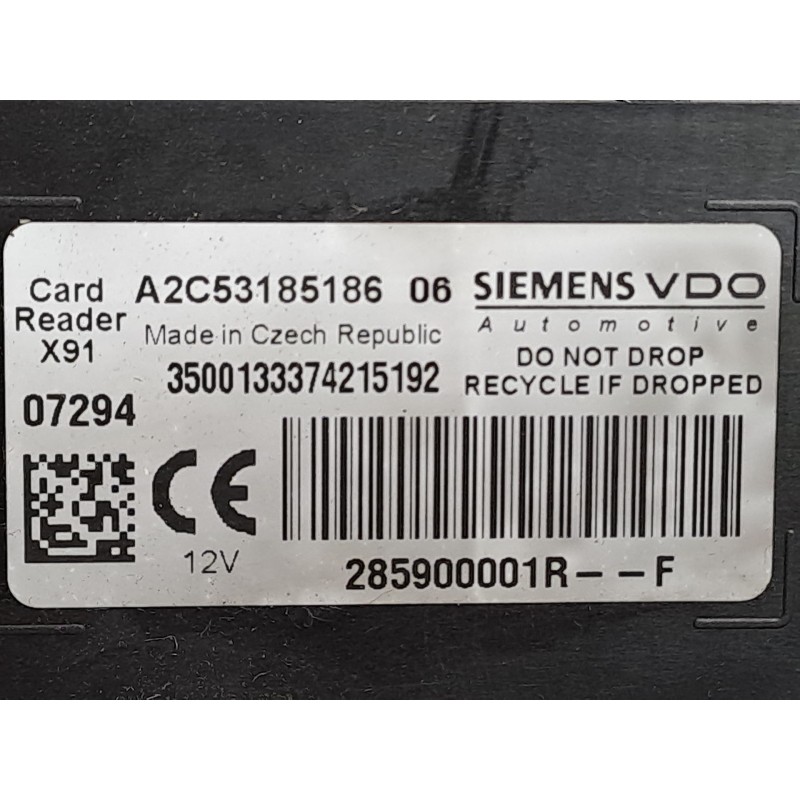 Card Reader X91
A2C53185186 06
SIEMENS VDO
Automotive
Made in Czech Republic
DO NOT DROP
3500133374215192
RECYCLE IF DROPPED
07294
CE
12V
285900001R--F